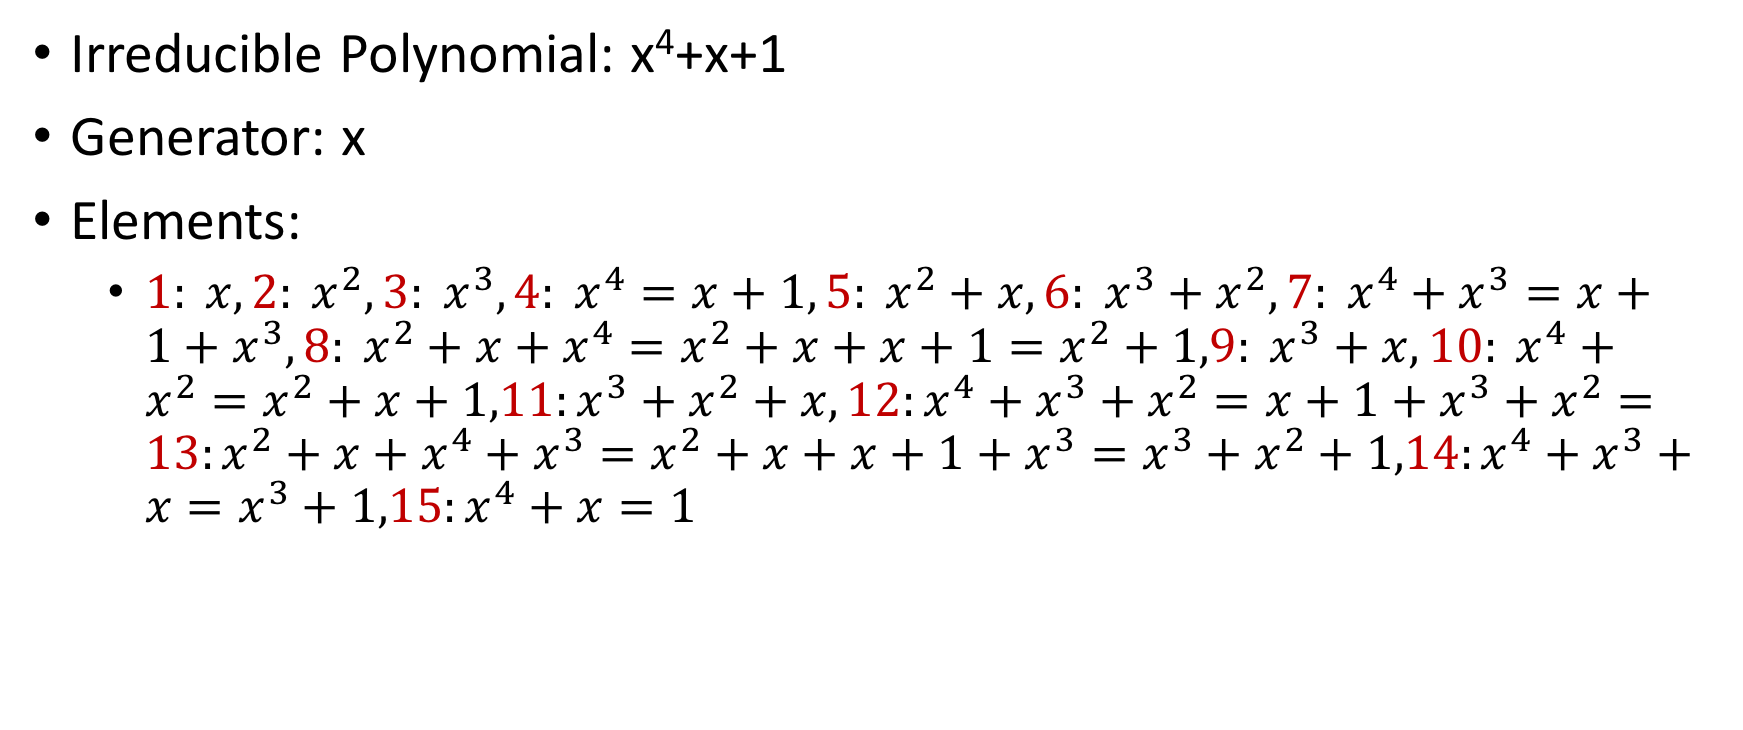 • Irreducible Polynomial: x⁴+x+1
• Generator: x
• Elements:
• 1: x, 2: x², 3: x³, 4: x⁴ = x + 1, 5: x² + x, 6: x³ + x², 7: x⁴ + x³ = x +
1 + x³, 8: x² + x + x⁴ = x² + x + x + 1 = x² + 1,9: x³ + x, 10: x⁴ +
x² = x² + x + 1,11: x³ + x² + x, 12: x⁴ + x³ + x² = x + 1 + x³ + x² =
13: x² + x + x⁴ + x³ = x² + x + x + 1 + x³ = x³ + x² + 1,14: x⁴ + x³ +
x = x³ + 1,15: x⁴ + x = 1